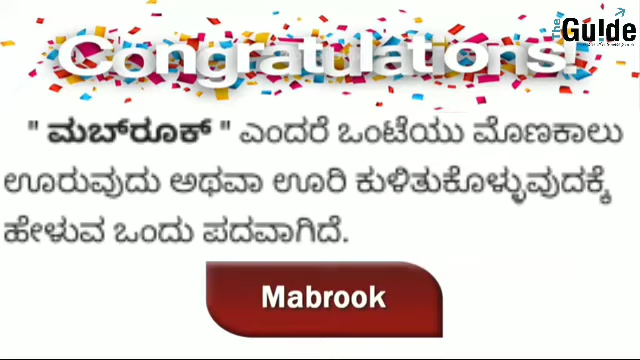 The Guide
Congratulations!
" ಮಬ್‌ರೂಕ್ " ಎಂದರೆ ಒಂಟೆಯು ಮೊಣಕಾಲು
ಊರುವುದು ಅಥವಾ ಊರಿ ಕುಳಿತುಕೊಳ್ಳುವುದಕ್ಕೆ
ಹೇಳುವ ಒಂದು ಪದವಾಗಿದೆ.
Mabrook